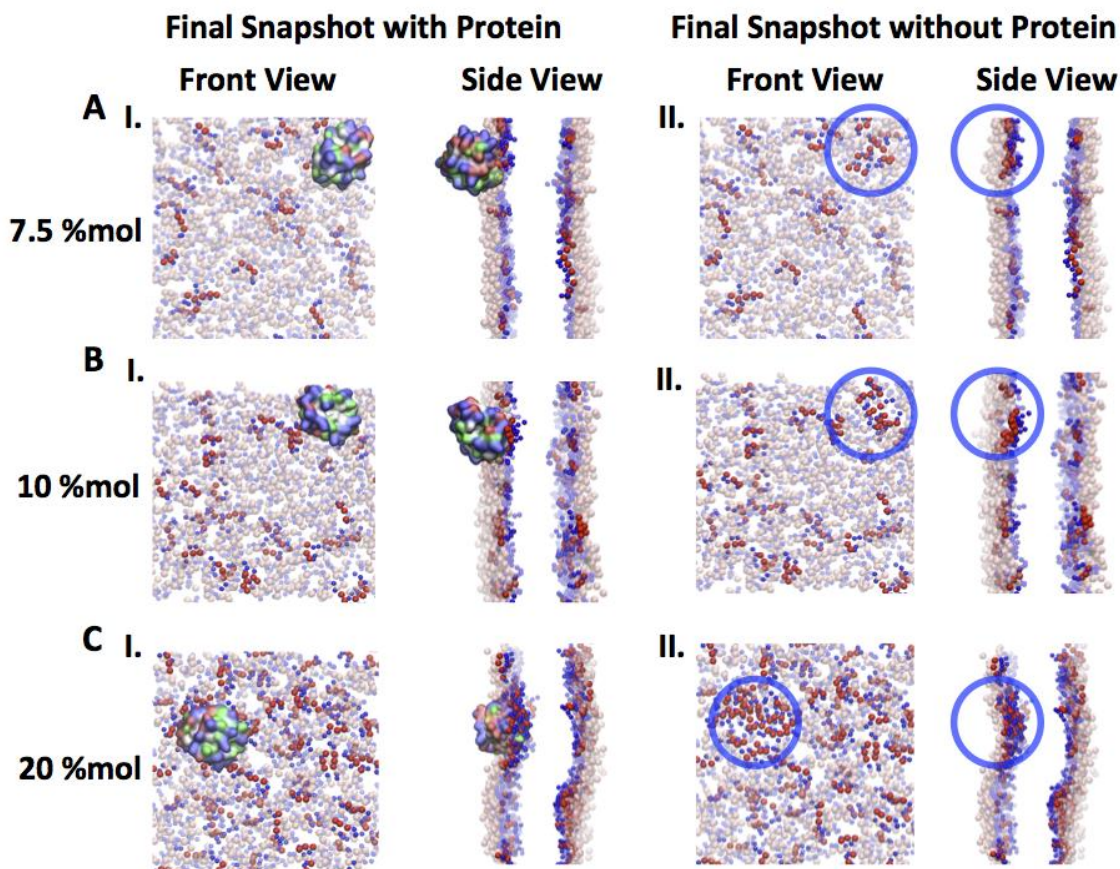 Final Snapshot with Protein
Final Snapshot without Protein
Front View
Side View
Front View
Side View
A
I.
II.
7.5 %mol
B
I.
II.
10 %mol
C
I.
II.
20 %mol